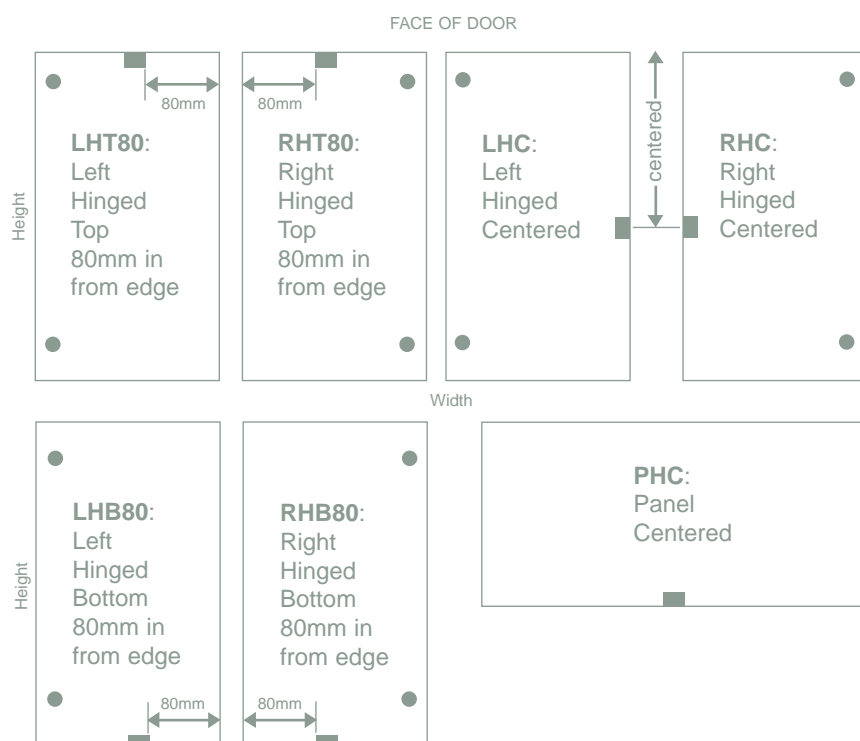 FACE OF DOOR
80mm
80mm
centered
Height
LHT80:
Left
Hinged
Top
80mm in
from edge
RHT80:
Right
Hinged
Top
80mm in
from edge
LHC:
Left
Hinged
Centered
RHC:
Right
Hinged
Centered
Width
Height
LHB80:
Left
Hinged
Bottom
80mm in
from edge
80mm
RHB80:
Right
Hinged
Bottom
80mm in
from edge
80mm
PHC:
Panel
Centered